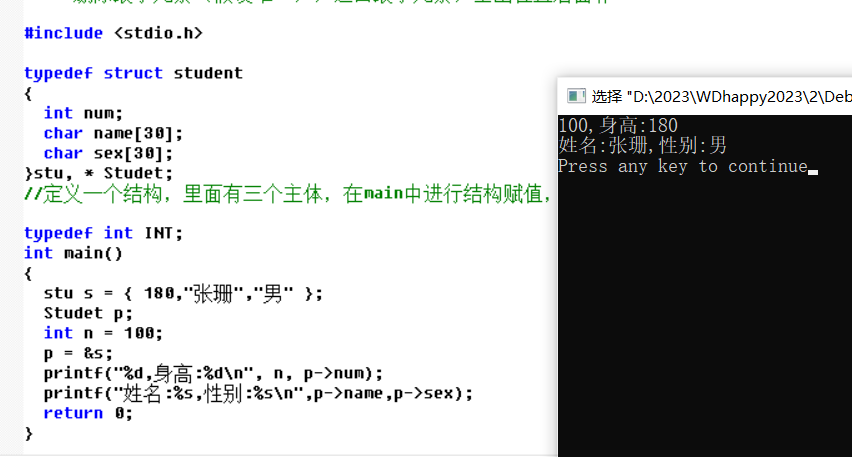 #include <stdio.h>
typedef struct student
{
int num;
char name[30];
char sex[30];
}stu, * Studet;
//定义一个结构，里面有三个主体，在main中进行结构赋值，
typedef int INT;
int main()
{
stu s = { 180,"张珊","男" };
Studet p;
int n = 100;
p = &s;
printf("%d,身高:%d\n", n, p->num);
printf("姓名:%s,性别:%s\n",p->name,p->sex);
return 0;
}
选择 "D:\2023\WDhappy2023\2\Deb
100,身高:180
姓名:张珊,性别:男
Press any key to continue